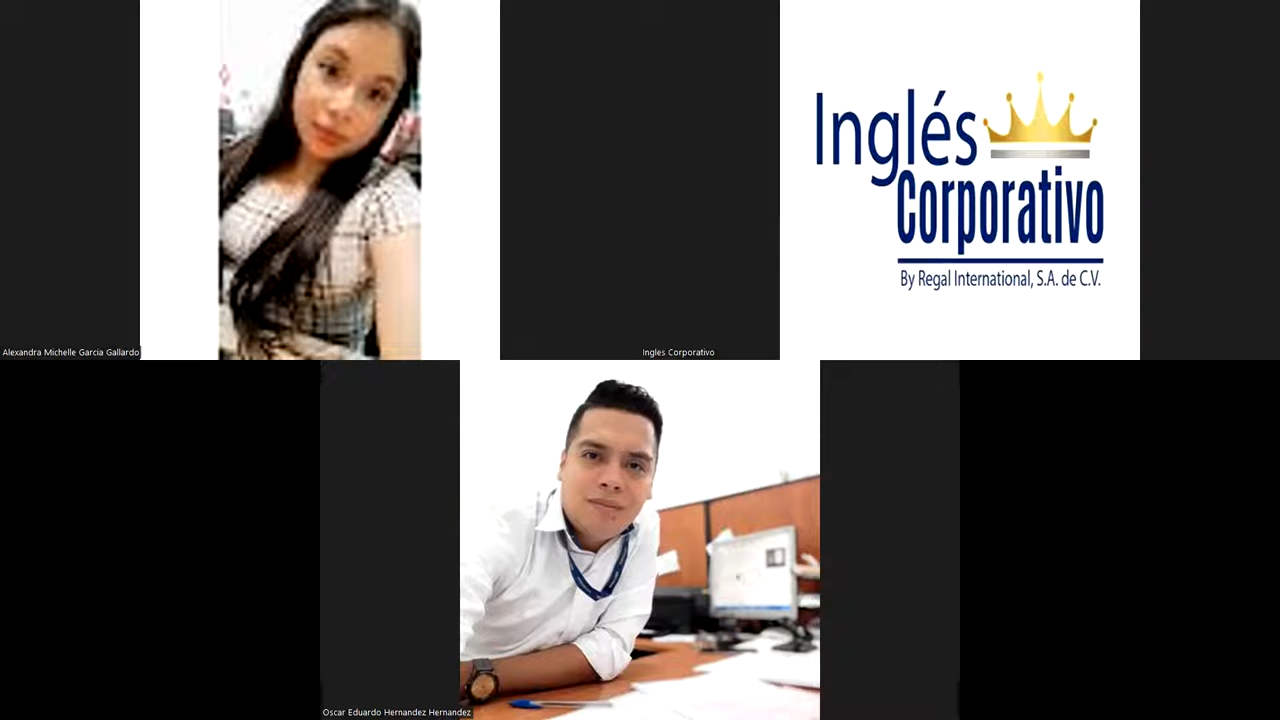 Inglés
Corporativo
By Regal International, S.A. de C.V.
Alexandra Michelle Garcia Gallardo
Ingles Corporativo
Oscar Eduardo Hernandez Hernandez